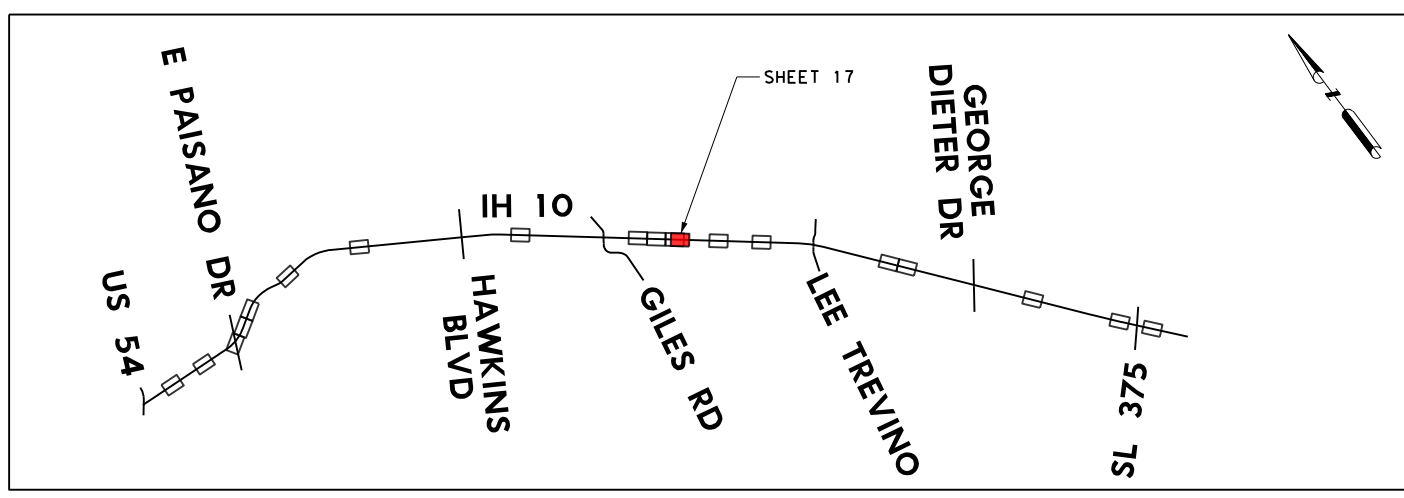 E PAISANO DR
US 54
IH 10
HAWKINS
BLVD
GILES RD
SHEET 17
LEE TREVINO
GEORGE
DIETER DR
SL 375
N